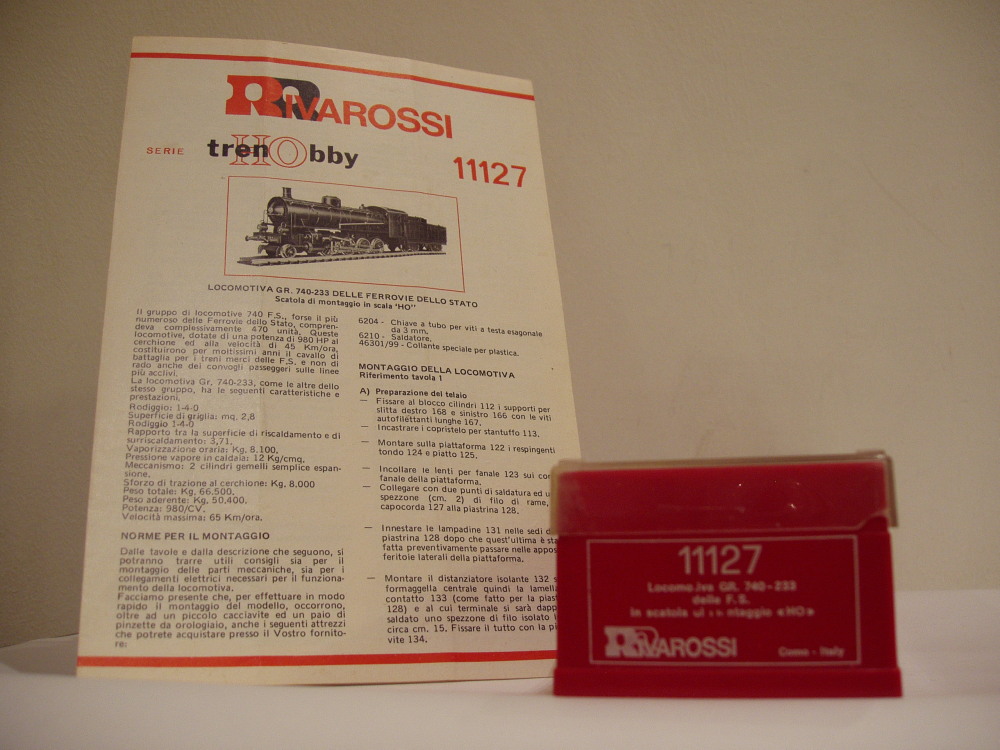 RIVAROSSI
SERIE trenHObby
11127
LOCOMOTIVA GR. 740-233 DELLE FERROVIE DELLO STATO
Scatola di montaggio in scala "HO"
Il gruppo di locomotive 740 F.S., forse il più
numeroso delle Ferrovie dello Stato, compren-
deva complessivamente 470 unità. Queste
locomotive, dotate di una potenza di 980 HP al
cerchione ed alla velocità di 45 Km/ora,
costituirono per moltissimi anni il cavallo di
battaglia per i treni merci delle F.S. e non di
rado anche dei convogli passeggeri sulle linee
più acclivi.
La locomotiva Gr. 740-233, come le altre dello
stesso gruppo, ha le seguenti caratteristiche e
prestazioni.
Rodiggio: 1-4-0
Superficie di griglia: mq. 2,8
Rodiggio 1-4-0
Rapporto tra la superficie di riscaldamento e di
surriscaldamento: 3,71.
Vaporizzazione oraria: Kg. 8.100.
Pressione vapore in caldaia: 12 Kg/cmq.
Meccanismo: 2 cilindri gemelli semplice espan-
sione.
Sforzo di trazione al cerchione: Kg. 8.000
Peso totale: Kg. 66.500.
Peso aderente: Kg. 50.400.
Potenza: 980/CV.
Velocità massima: 65 Km/ora.
NORME PER IL MONTAGGIO
Dalle tavole e dalla descrizione che seguono, si
potranno trarre utili consigli sia per il
montaggio delle parti meccaniche, sia per i
collegamenti elettrici necessari per il funziona-
mento della locomotiva.
Facciamo presente che, per effettuare in modo
rapido il montaggio del modello, occorrono,
oltre ad un piccolo cacciavite ed un paio di
pinzette da orologiaio, anche i seguenti attrezzi
che potrete acquistare presso il Vostro fornito-
re:
6204 - Chiave a tubo per viti a testa esagonale
da 3 mm.
6210 - Saldatore.
46301/99 - Collante speciale per plastica.
MONTAGGIO DELLA LOCOMOTIVA
Riferimento tavola 1
A) Preparazione del telaio
— Fissare al blocco cilindri 112 i supporti per
slitta destro 168 e sinistro 166 con le viti
autofilettanti lunghe 167.
— Incastrare i copristelo per stantuffo 113.
— Montare sulla piattaforma 122 i respingenti
tondo 124 e piatto 125.
— Incollare le lenti per fanale 123 sui
fanale della piattaforma.
— Collegare con due punti di saldatura ed
spezzone (cm. 2) di filo di rame,
capocorda 127 alla piastrina 128.
— Innestare le lampadine 131 nelle sedi
piastrina 128 dopo che quest'ultima è
fatta preventivamente passare nelle
feritoie laterali della piattaforma.
— Montare il distanziatore isolante 132
formaggella centrale quindi la
contatto 133 (come fatto per la
128) e al cui terminale si sarà
saldato uno spezzone di filo isolato
circa cm. 15. Fissare il tutto con la
vite 134.
11127
GR. 740-233
delle F.S.
In scatola «HO»
RIVAROSSI Como - Italy